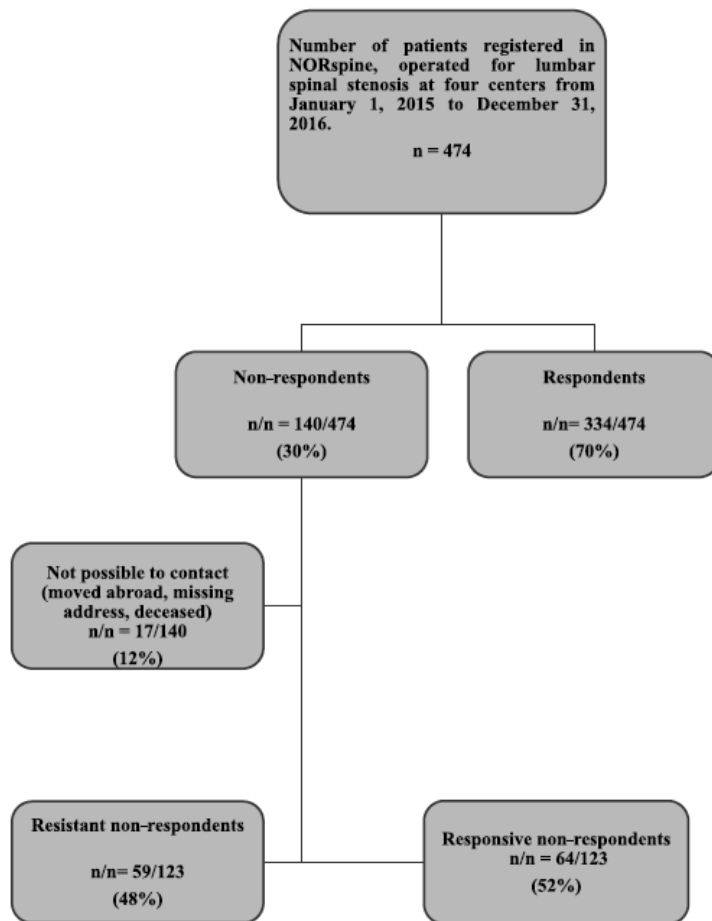 Number of patients registered in
NORspine, operated for lumbar
spinal stenosis at four centers from
January 1, 2015 to December 31,
2016.
n = 474
Non–respondents
n/n = 140/474
(30%)
Respondents
n/n= 334/474
(70%)
Not possible to contact
(moved abroad, missing
address, deceased)
n/n = 17/140
(12%)
Resistant non–respondents
n/n= 59/123
(48%)
Responsive non–respondents
n/n = 64/123
(52%)